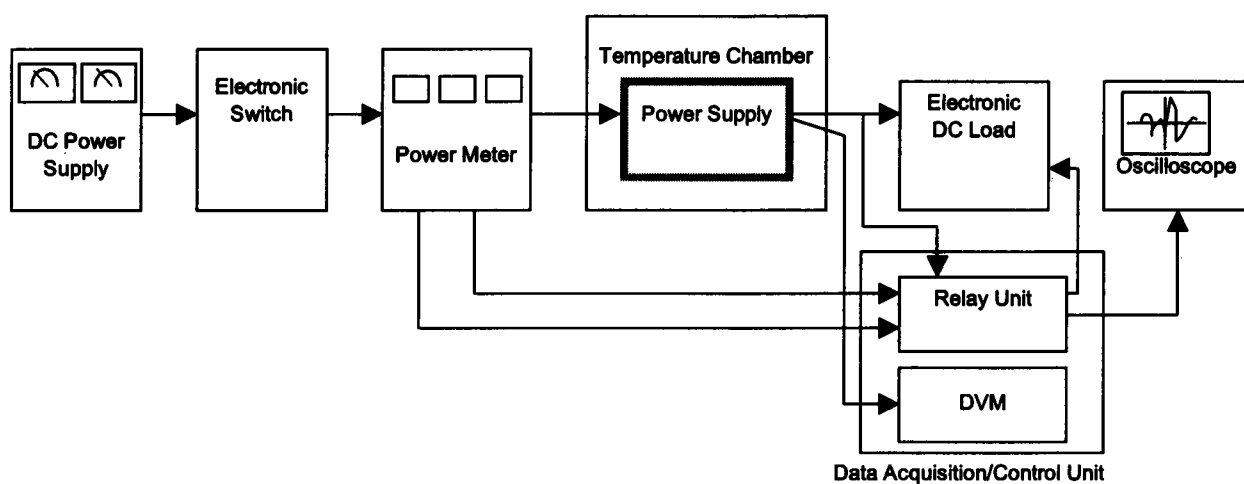 DC Power
Supply
Electronic
Switch
Power Meter
Temperature Chamber
Power Supply
Electronic
DC Load
Oscilloscope
Relay Unit
DVM
Data Acquisition/Control Unit